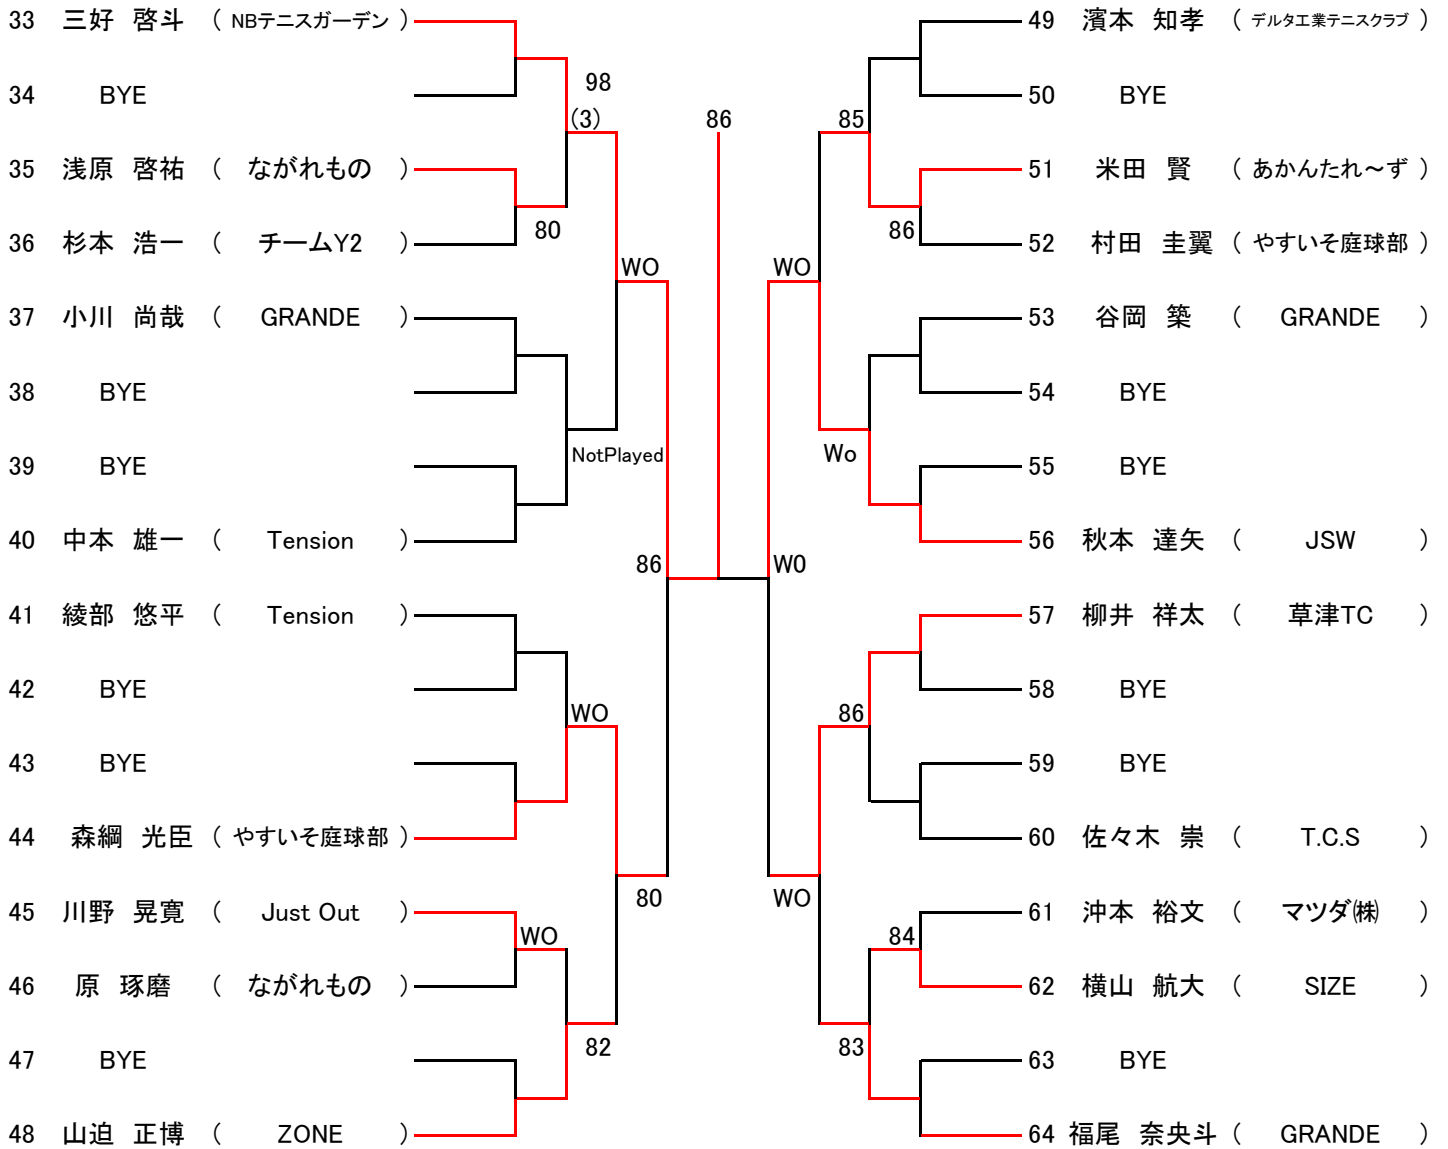 33 三好 啓斗 ( NBテニスガーデン )
34 BYE
98
(3)
35 浅原 啓祐 ( ながれもの )
36 杉本 浩一 ( チームY2 )
80
WO
37 小川 尚哉 ( GRANDE )
38 BYE
NotPlayed
39 BYE
40 中本 雄一 ( Tension )
86
41 綾部 悠平 ( Tension )
42 BYE
WO
43 BYE
44 森綱 光臣 ( やすいそ庭球部 )
80
45 川野 晃寛 ( Just Out )
WO
46 原 琢磨 ( ながれもの )
82
47 BYE
48 山迫 正博 ( ZONE )
86
49 濱本 知孝 ( デルタ工業テニスクラブ )
50 BYE
85
51 米田 賢 ( あかんたれ～ず )
86
52 村田 圭翼 ( やすいそ庭球部 )
WO
53 谷岡 築 ( GRANDE )
54 BYE
Wo
55 BYE
56 秋本 達矢 ( JSW )
W0
57 柳井 祥太 ( 草津TC )
58 BYE
86
59 BYE
60 佐々木 崇 ( T.C.S )
WO
61 沖本 裕文 ( マツダ㈱ )
84
62 横山 航大 ( SIZE )
83
63 BYE
64 福尾 奈央斗 ( GRANDE )